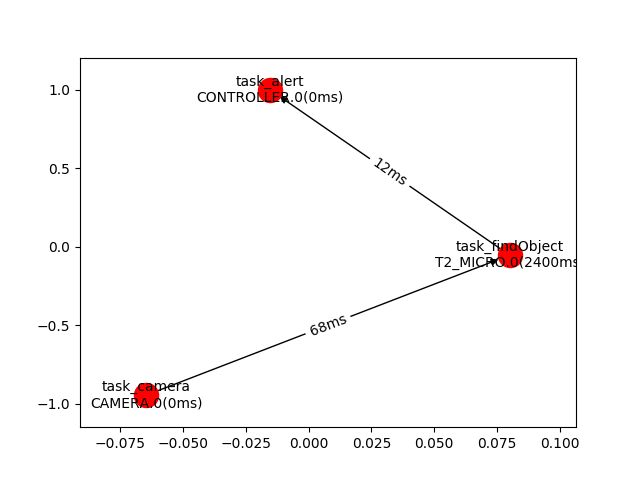 task_alert
CONTROLLER.0(0ms)
12ms
task_findObject
T2_MICRO.0(2400ms
68ms
task_camera
CAMERA.0(0ms)
1.0
0.5
0.0
−0.5
−1.0
−0.075 −0.050 −0.025 0.000 0.025 0.050 0.075 0.100